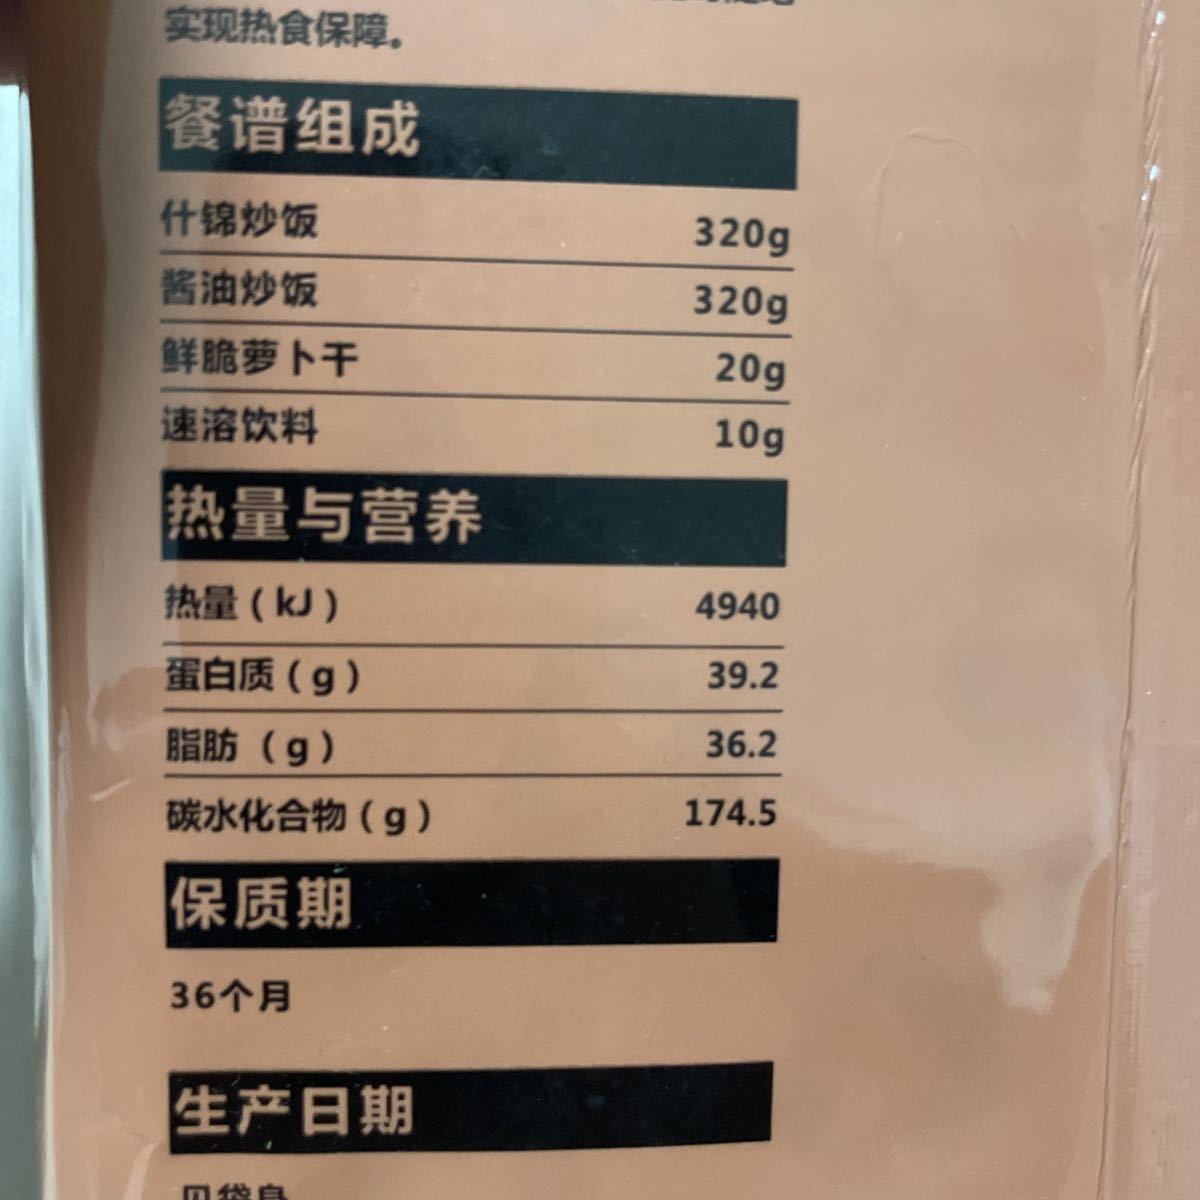 实现热食保障。
餐谱组成
什锦炒饭 320g
酱油炒饭 320g
鲜脆萝卜干 20g
速溶饮料 10g
热量与营养
热量(kJ) 4940
蛋白质(g) 39.2
脂肪 (g) 36.2
碳水化合物(g) 174.5
保质期
36个月
生产日期
见袋身